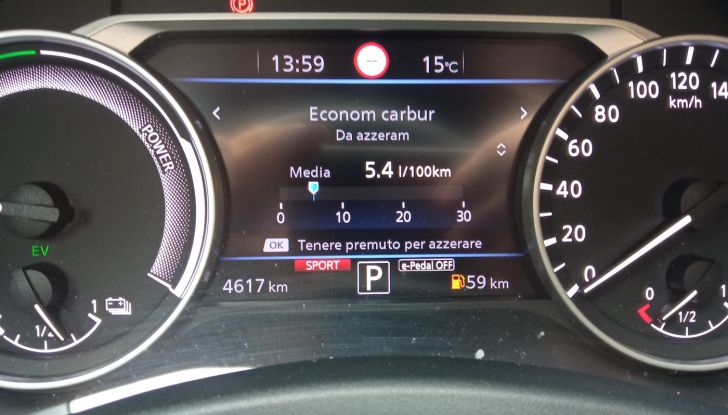 13:59 15°C
Econom carbur
Da azzeram
Media 5.4 l/100km
0 10 20 30
OK Tenere premuto per azzerare
SPORT P e-Pedal OFF
4617 km 59 km
POWER
EV
1/2 1
0 20 40 60 80 100 120 14
km/h
0 1/2 1